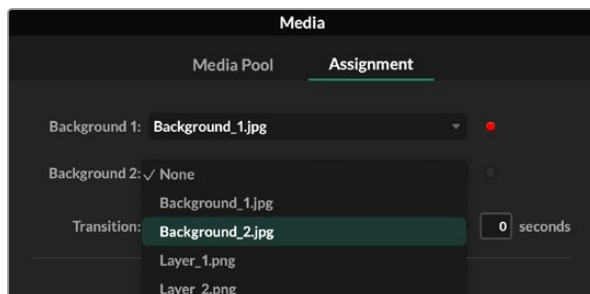 Media
Media Pool Assignment
Background 1: Background_1.jpg
Background 2: ✓ None
Background_1.jpg
Transition: Background_2.jpg 0 seconds
Layer_1.png
Layer_2.png